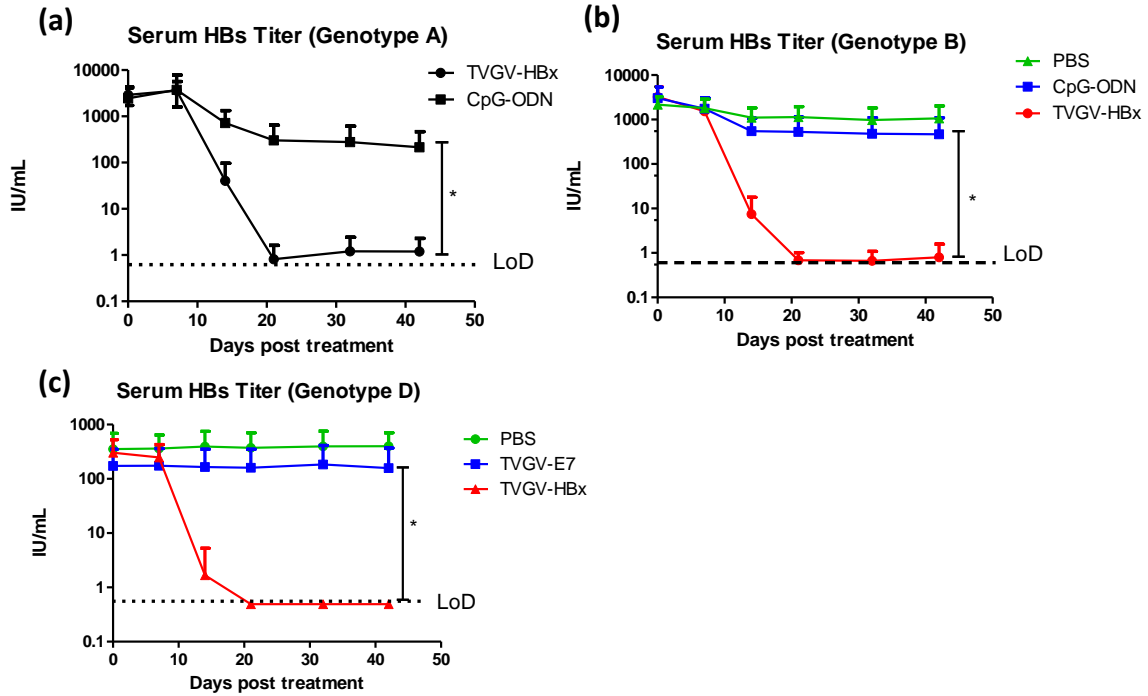 (a)
Serum HBs Titer (Genotype A)
TVGV-HBx
CpG-ODN
IU/mL
10000
1000
100
10
1
0.1
LoD
*
0 10 20 30 40 50
Days post treatment
(b)
Serum HBs Titer (Genotype B)
PBS
CpG-ODN
TVGV-HBx
IU/mL
10000
1000
100
10
1
0.1
LoD
*
0 10 20 30 40 50
Days post treatment
(c)
Serum HBs Titer (Genotype D)
PBS
TVGV-E7
TVGV-HBx
IU/mL
1000
100
10
1
0.1
LoD
*
0 10 20 30 40 50
Days post treatment